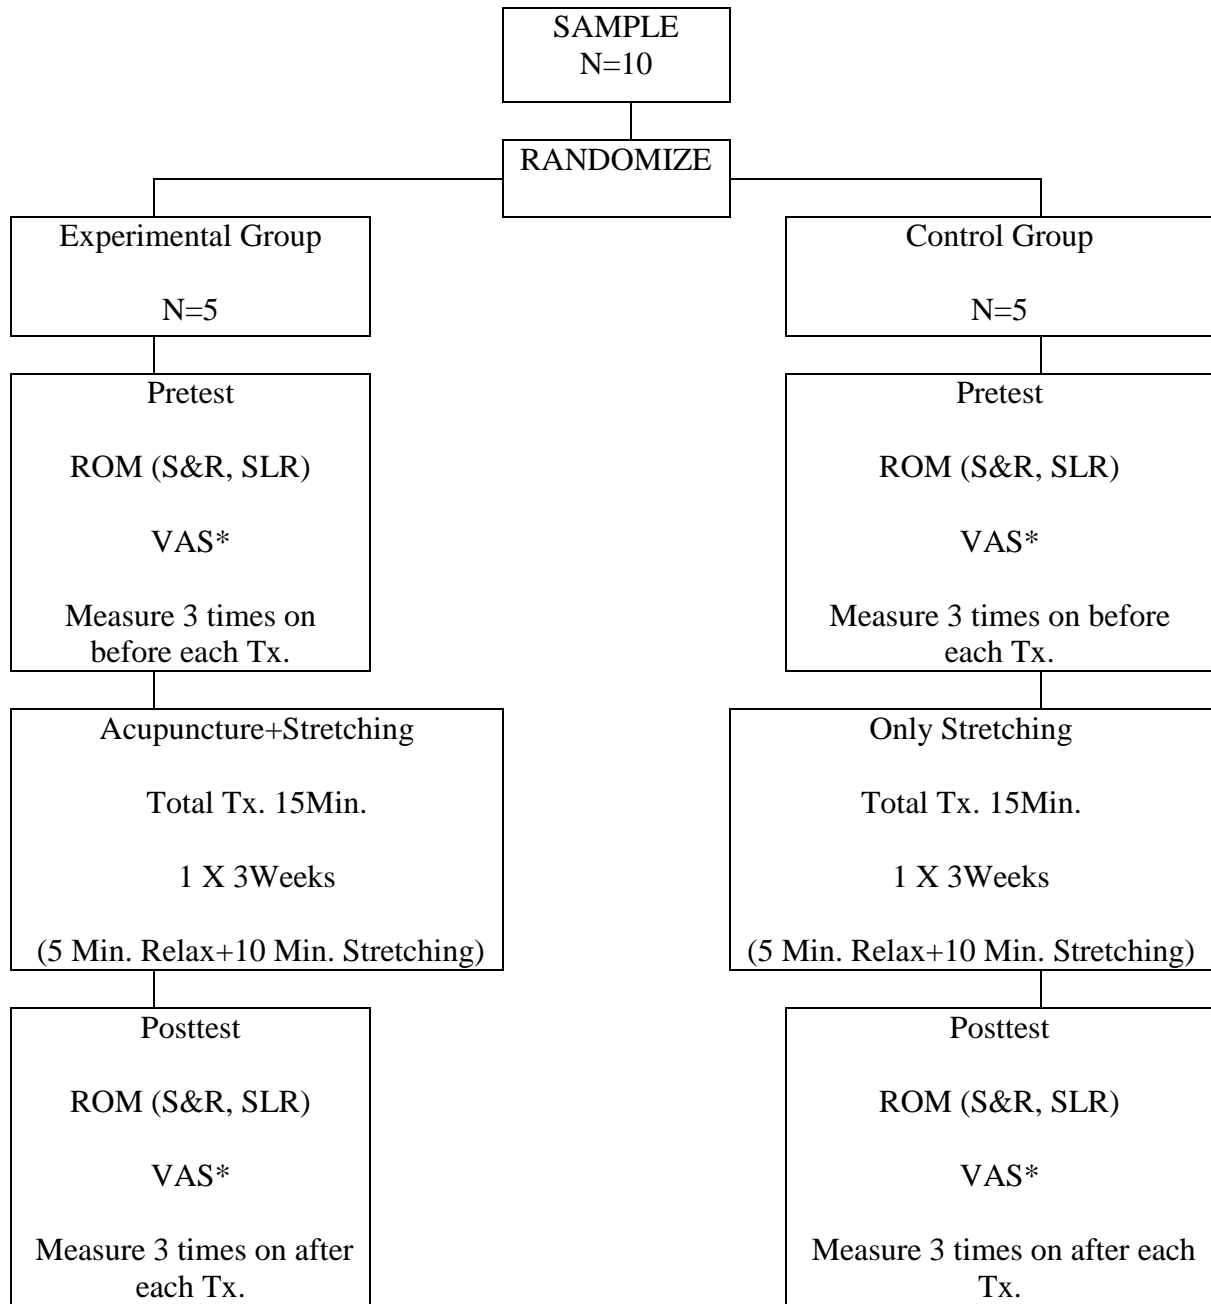 SAMPLE
N=10
RANDOMIZE
Experimental Group
N=5
Control Group
N=5
Pretest
ROM (S&R, SLR)
VAS*
Measure 3 times on
before each Tx.
Pretest
ROM (S&R, SLR)
VAS*
Measure 3 times on before
each Tx.
Acupuncture+Stretching
Total Tx. 15Min.
1 X 3Weeks
(5 Min. Relax+10 Min. Stretching)
Only Stretching
Total Tx. 15Min.
1 X 3Weeks
(5 Min. Relax+10 Min. Stretching)
Posttest
ROM (S&R, SLR)
VAS*
Measure 3 times on after
each Tx.
Posttest
ROM (S&R, SLR)
VAS*
Measure 3 times on after each
Tx.